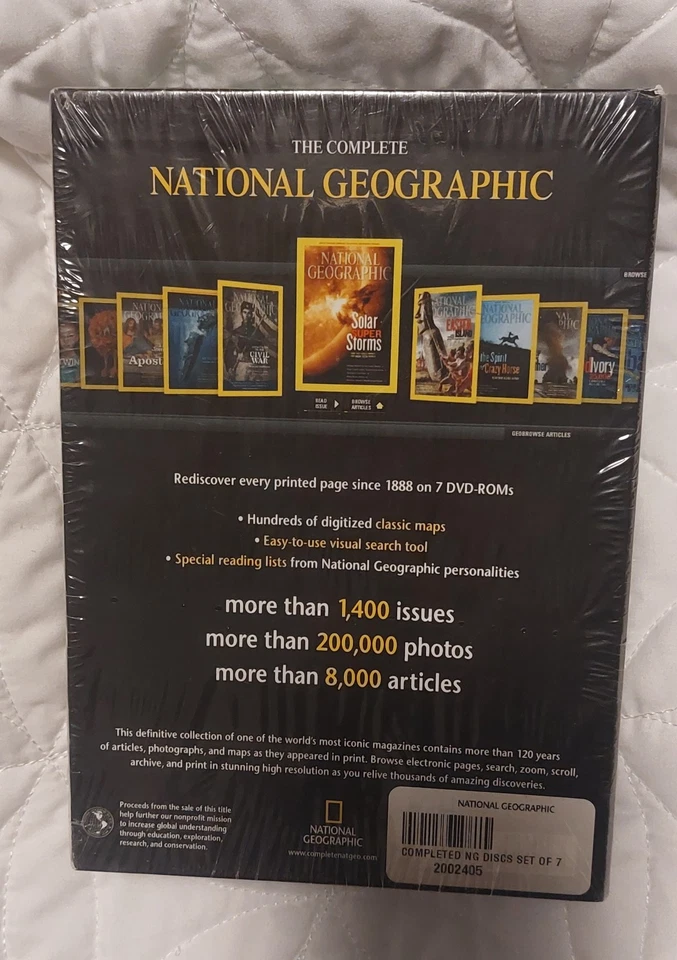 THE COMPLETE
NATIONAL GEOGRAPHIC
BROWSE
NATIONAL
GEOGRAPHIC
Solar
SUPER
Storms
Apost
CIVIL
WAR
NATIONAL
EASTER
NATIONAL
GEOGRAPHIC
the Spirit
of Crazy Horse
Ivory
READ
ISSUE
BROWSE
ARTICLES
GEOBROWSE ARTICLES
Rediscover every printed page since 1888 on 7 DVD-ROMs
• Hundreds of digitized classic maps
• Easy-to-use visual search tool
• Special reading lists from National Geographic personalities
more than 1,400 issues
more than 200,000 photos
more than 8,000 articles
This definitive collection of one of the world's most iconic magazines contains more than 120 years
of articles, photographs, and maps as they appeared in print. Browse electronic pages, search, zoom, scroll,
archive, and print in stunning high resolution as you relive thousands of amazing discoveries.
Proceeds from the sale of this title
help further our nonprofit mission
to increase global understanding
through education, exploration,
research, and conservation.
NATIONAL
GEOGRAPHIC
www.completenatgeo.com
NATIONAL GEOGRAPHIC
COMPLETED NG DISCS SET OF 7
2002405